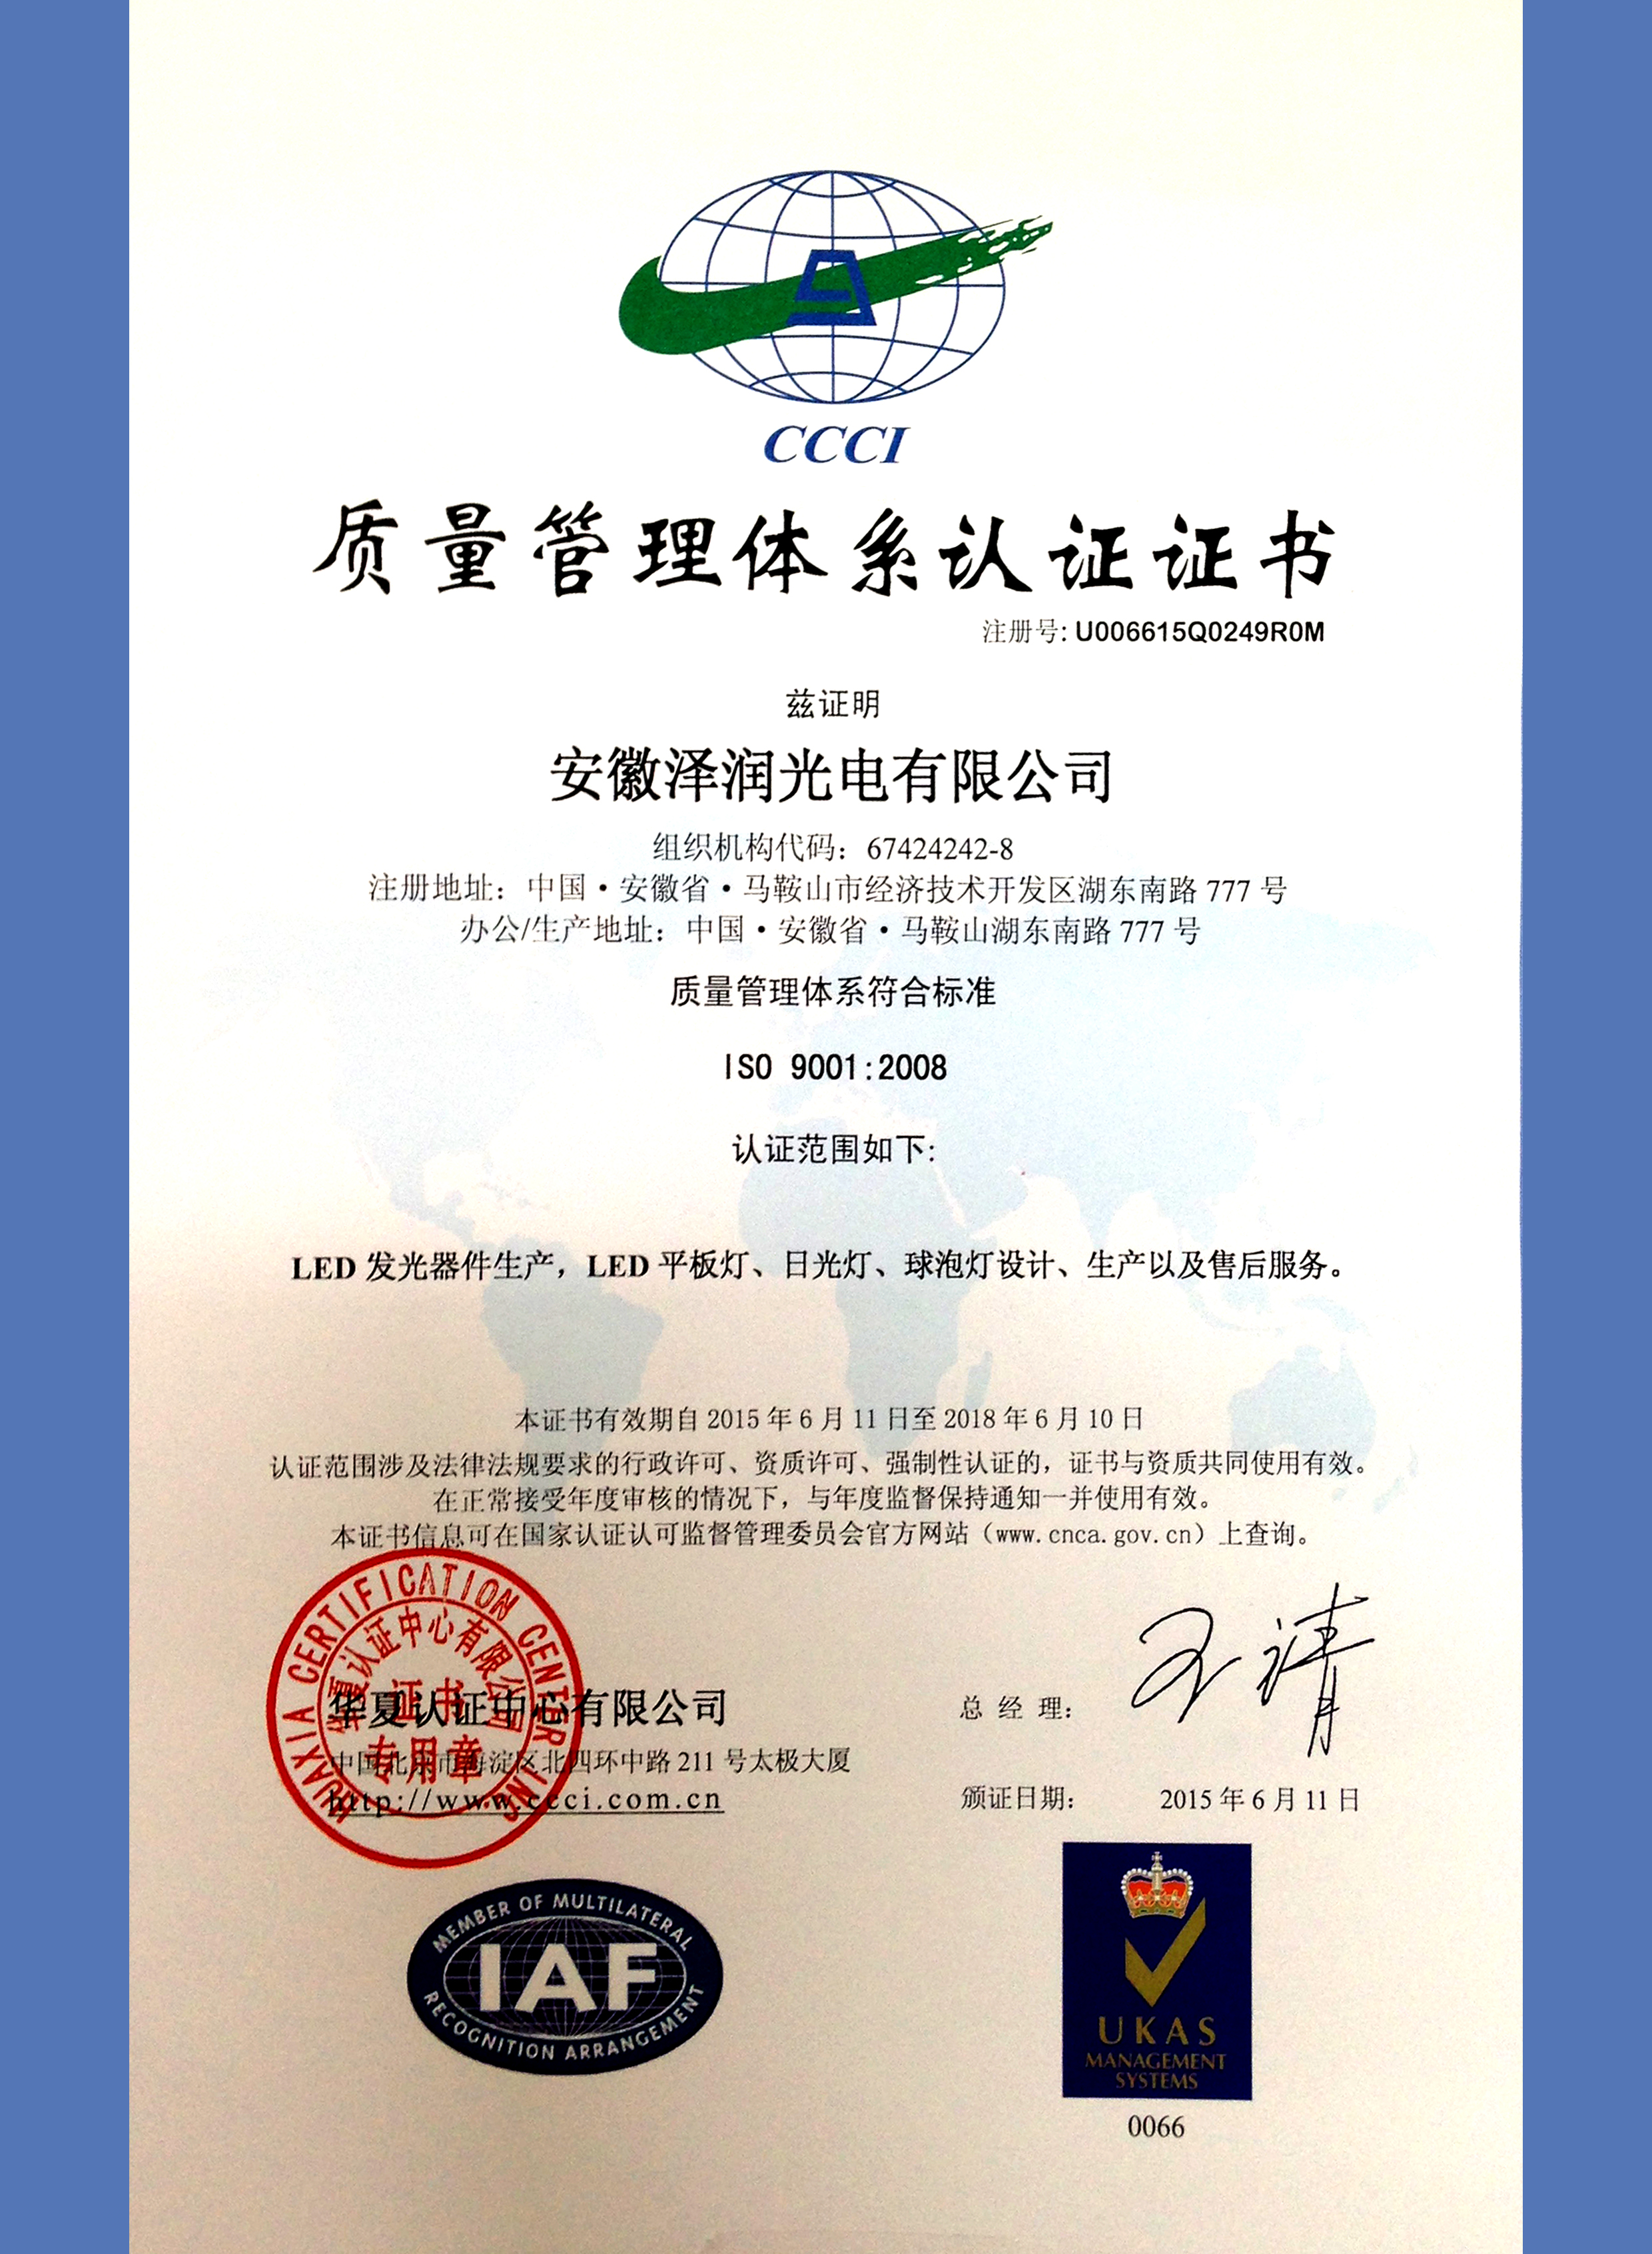 CCCI
质量管理体系认证证书
注册号: U006615Q0249R0M
兹证明
安徽泽润光电有限公司
组织机构代码：67424242-8
注册地址：中国·安徽省·马鞍山市经济技术开发区湖东南路 777 号
办公/生产地址：中国·安徽省·马鞍山湖东南路 777 号
质量管理体系符合标准
ISO 9001:2008
认证范围如下:
LED 发光器件生产，LED 平板灯、日光灯、球泡灯设计、生产以及售后服务。
本证书有效期自 2015 年 6 月 11 日至 2018 年 6 月 10 日
认证范围涉及法律法规要求的行政许可、资质许可、强制性认证的，证书与资质共同使用有效。
在正常接受年度审核的情况下，与年度监督保持通知一并使用有效。
本证书信息可在国家认证认可监督管理委员会官方网站（www.cnca.gov.cn）上查询。
HUAXIA CERTIFICATION CENTER INC
华夏认证中心有限公司
证书
专用章
华夏认证中心有限公司
中国北京市海淀区北四环中路 211 号太极大厦
http://www.ccci.com.cn
总 经 理：
颁证日期： 2015 年 6 月 11 日
MEMBER OF MULTILATERAL
IAF
RECOGNITION ARRANGEMENT
UKAS
MANAGEMENT
SYSTEMS
0066